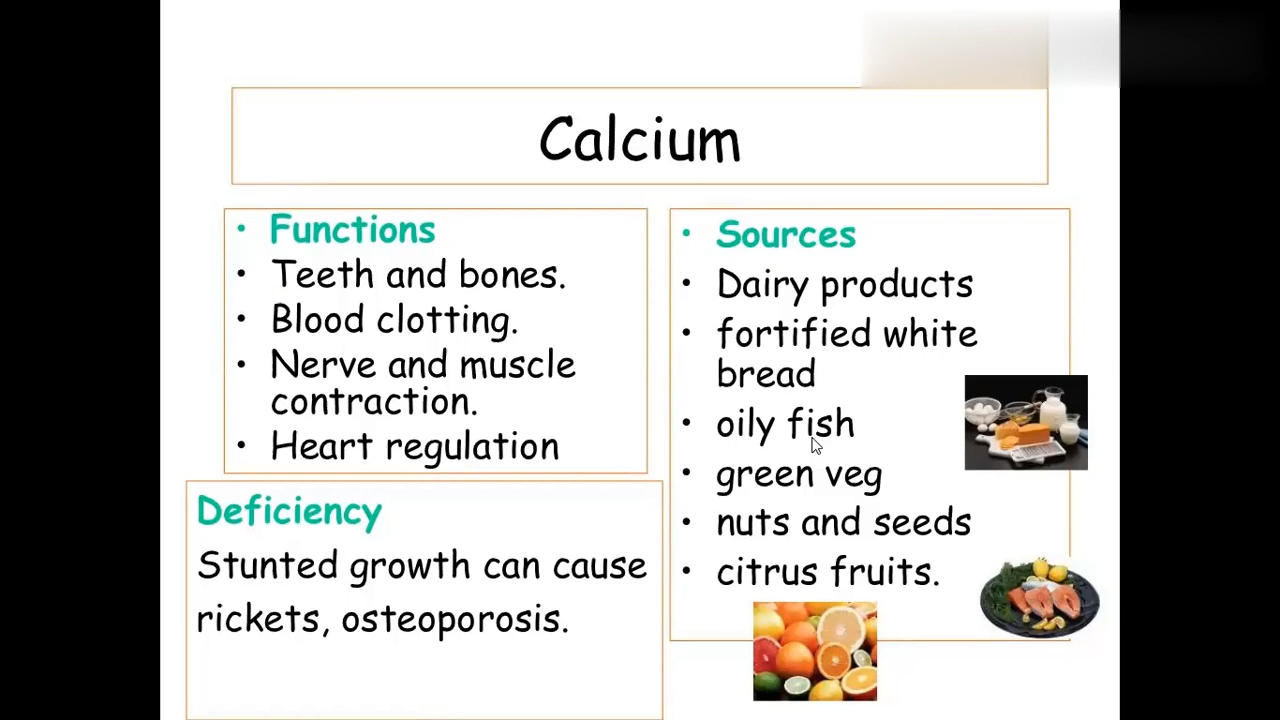 Calcium
• Functions
• Teeth and bones.
• Blood clotting.
• Nerve and muscle
contraction.
• Heart regulation
Deficiency
Stunted growth can cause
rickets, osteoporosis.
• Sources
• Dairy products
• fortified white
bread
• oily fish
• green veg
• nuts and seeds
• citrus fruits.